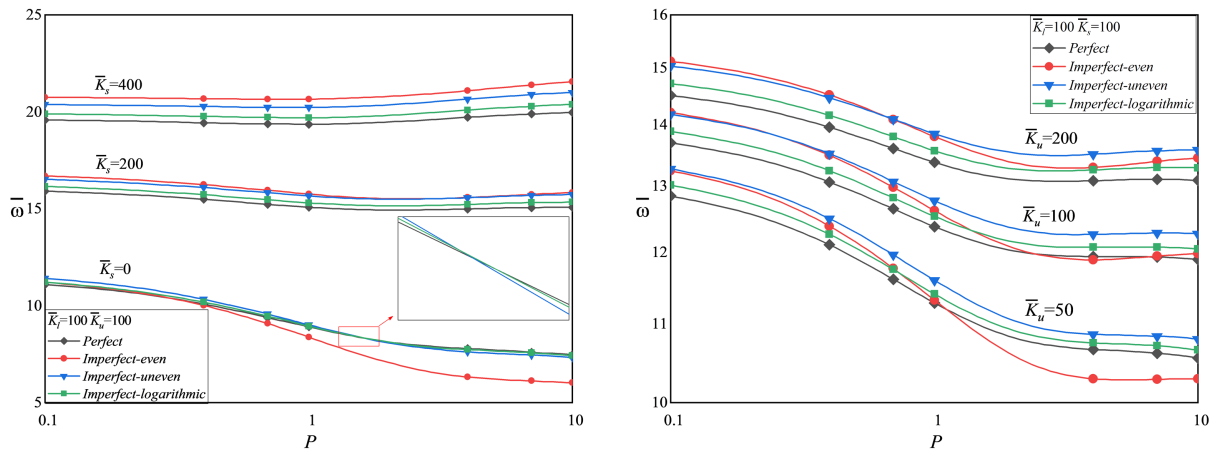 25
20
15
10
5
0.1
1
10
P
ω̅
K̅s=400
K̅s=200
K̅s=0
K̅l=100 K̅u=100
Perfect
Imperfect-even
Imperfect-uneven
Imperfect-logarithmic
16
15
14
13
12
11
10
0.1
1
10
P
ω̅
K̅l=100 K̅s=100
Perfect
Imperfect-even
Imperfect-uneven
Imperfect-logarithmic
K̅u=200
K̅u=100
K̅u=50